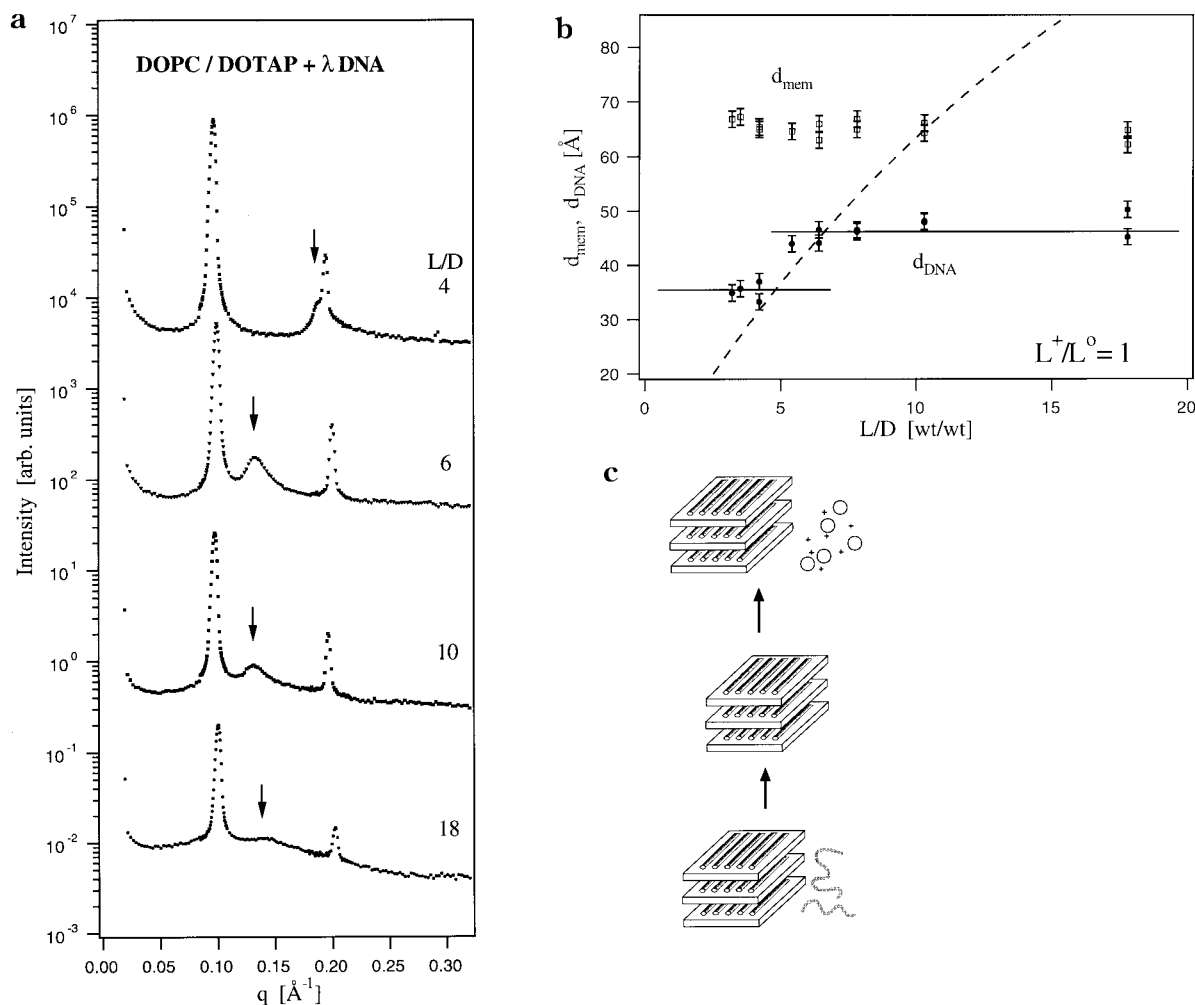 a
DOPC / DOTAP + λ DNA
L/D
4
6
10
18
10^7
10^6
10^5
10^4
10^3
10^2
10^1
10^0
10^-1
10^-2
10^-3
Intensity [arb. units]
0.00 0.05 0.10 0.15 0.20 0.25 0.30
q [Å^-1]
b
d_mem
d_DNA
L^+/L^o = 1
80
70
60
50
40
30
20
d_mem, d_DNA [Å]
0 5 10 15 20
L/D [wt/wt]
c
+ + + + + +